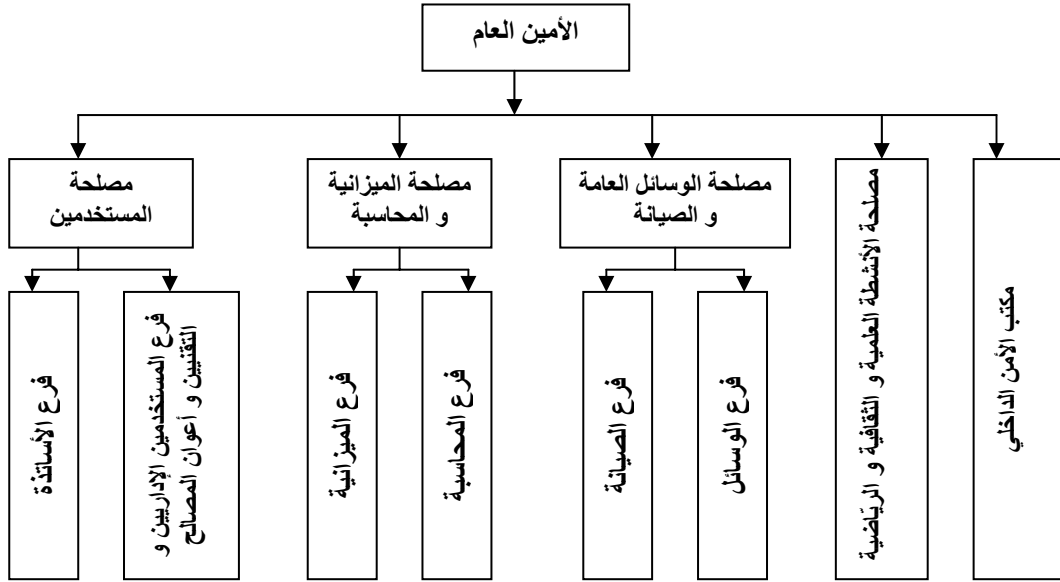 الأمين العام
مكتب الأمن الداخلي
مصلحة الأنشطة العلمية و الثقافية و الرياضية
مصلحة الوسائل العامة
و الصيانة
مصلحة الميزانية
و المحاسبة
مصلحة
المستخدمين
فرع الوسائل
فرع الصيانة
فرع المحاسبة
فرع الميزانية
فرع المستخدمين الإداريين و
التقنيين و أعوان المصالح
فرع الأساتذة